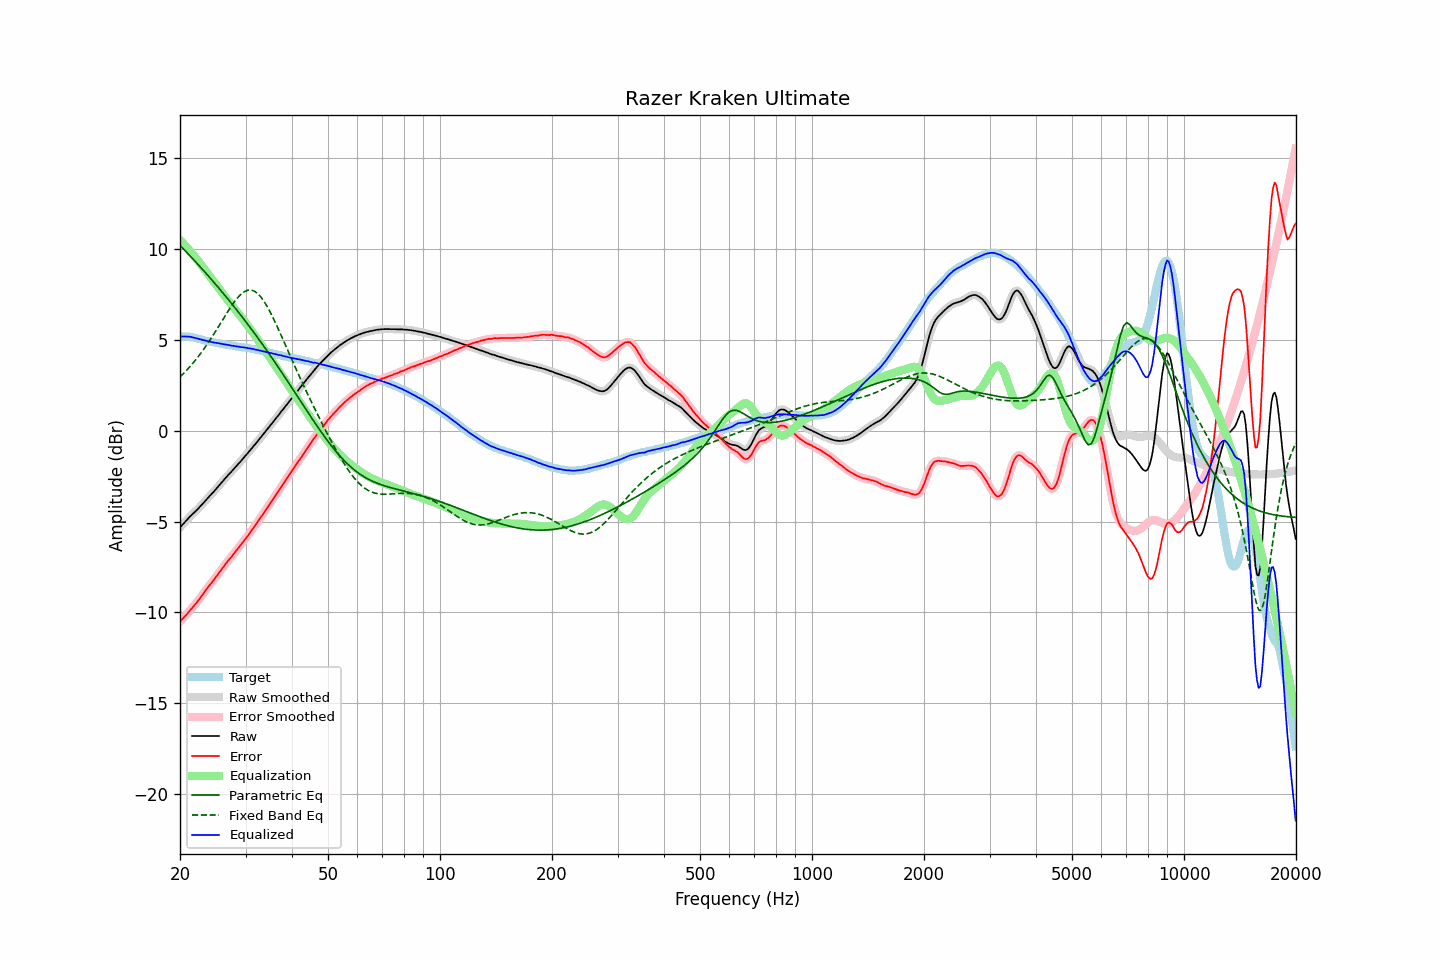 Razer Kraken Ultimate
Amplitude (dBr)
15
10
5
0
−5
−10
−15
−20
Target
Raw Smoothed
Error Smoothed
Raw
Error
Equalization
Parametric Eq
Fixed Band Eq
Equalized
20
50
100
200
500
1000
2000
5000
10000
20000
Frequency (Hz)